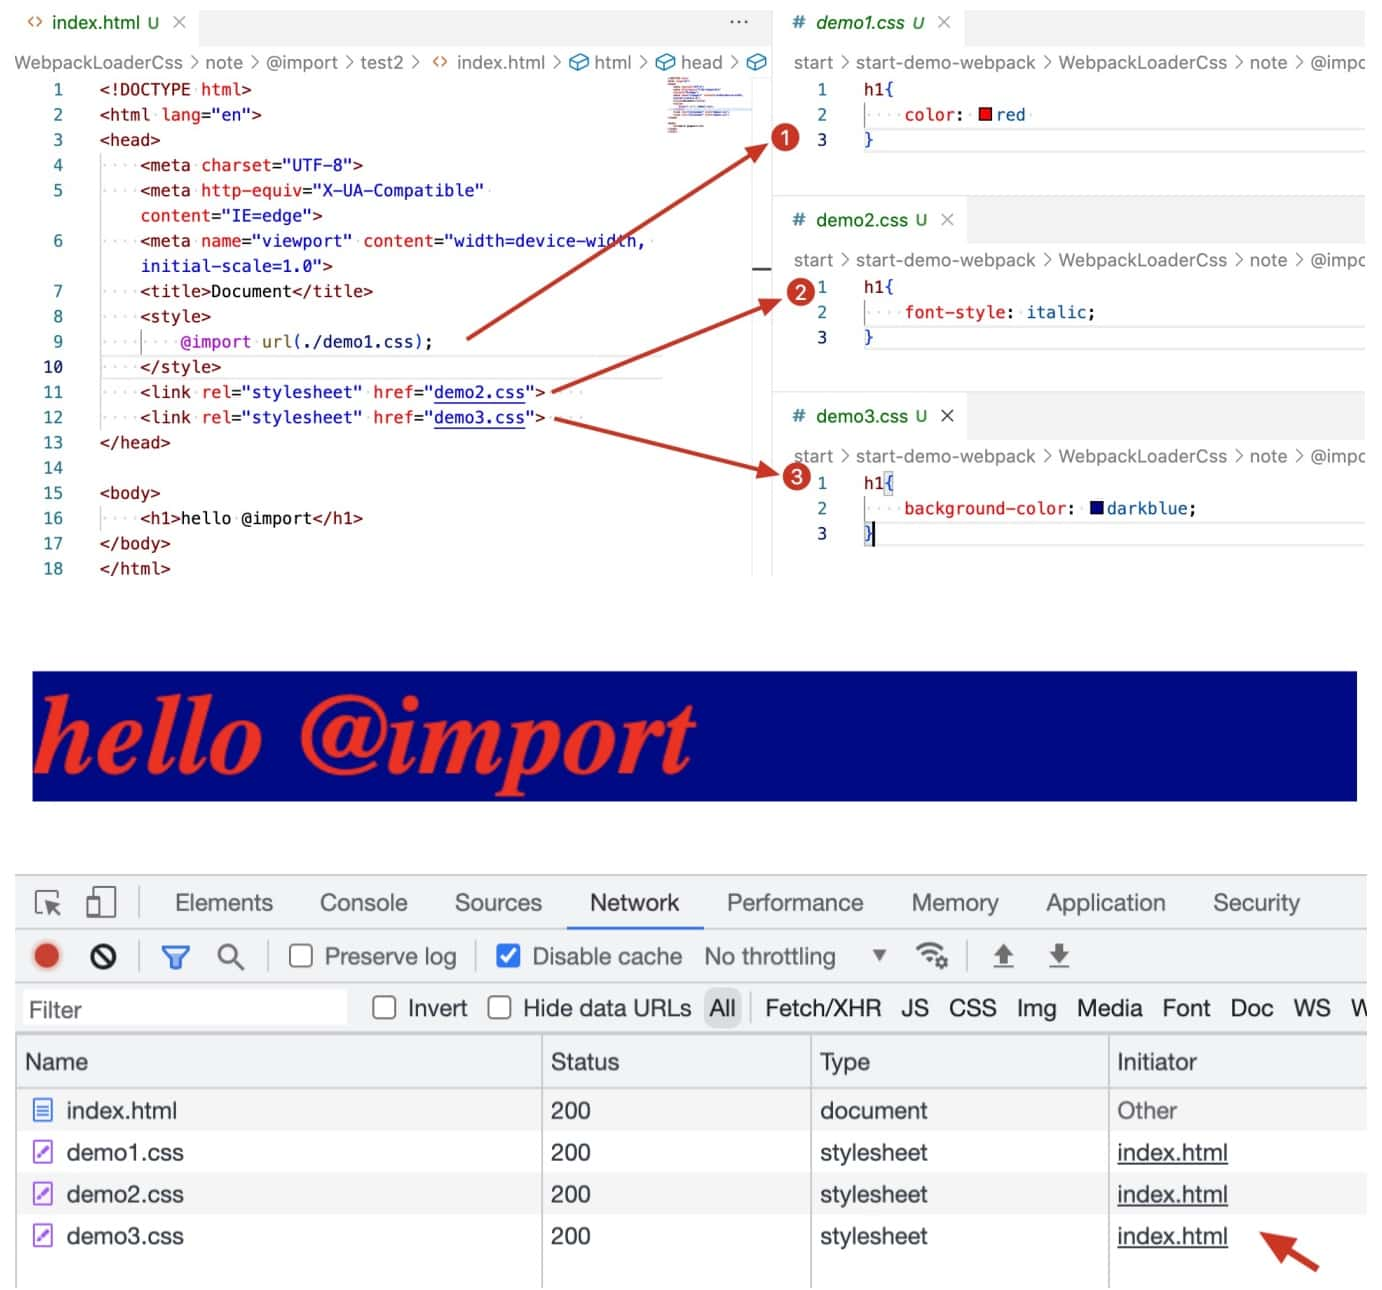 <> index.html U ×
...
WebpackLoaderCss > note > @import > test2 > <> index.html > html > head >
1 <!DOCTYPE html>
2 <html lang="en">
3 <head>
4 <meta charset="UTF-8">
5 <meta http-equiv="X-UA-Compatible"
content="IE=edge">
6 <meta name="viewport" content="width=device-width,
initial-scale=1.0">
7 <title>Document</title>
8 <style>
9 @import url(./demo1.css);
10 </style>
11 <link rel="stylesheet" href="demo2.css">
12 <link rel="stylesheet" href="demo3.css">
13 </head>
14
15 <body>
16 <h1>hello @import</h1>
17 </body>
18 </html>
# demo1.css U ×
start > start-demo-webpack > WebpackLoaderCss > note > @impo
1
1 h1{
2 color: red
3 }
# demo2.css U ×
start > start-demo-webpack > WebpackLoaderCss > note > @impo
2
1 h1{
2 font-style: italic;
3 }
# demo3.css U ×
start > start-demo-webpack > WebpackLoaderCss > note > @impo
3
1 h1{
2 background-color: darkblue;
3 }
hello @import
Elements Console Sources Network Performance Memory Application Security
Preserve log Disable cache No throttling
Filter Invert Hide data URLs All Fetch/XHR JS CSS Img Media Font Doc WS W
Name Status Type Initiator
index.html 200 document Other
demo1.css 200 stylesheet index.html
demo2.css 200 stylesheet index.html
demo3.css 200 stylesheet index.html